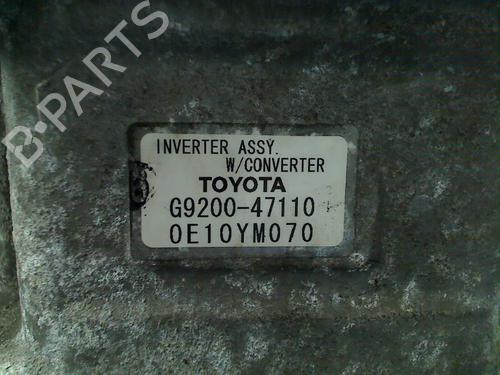 B-PARTS
INVERTER ASSY.
W/CONVERTER
TOYOTA
G9200-47110
0E10YM070